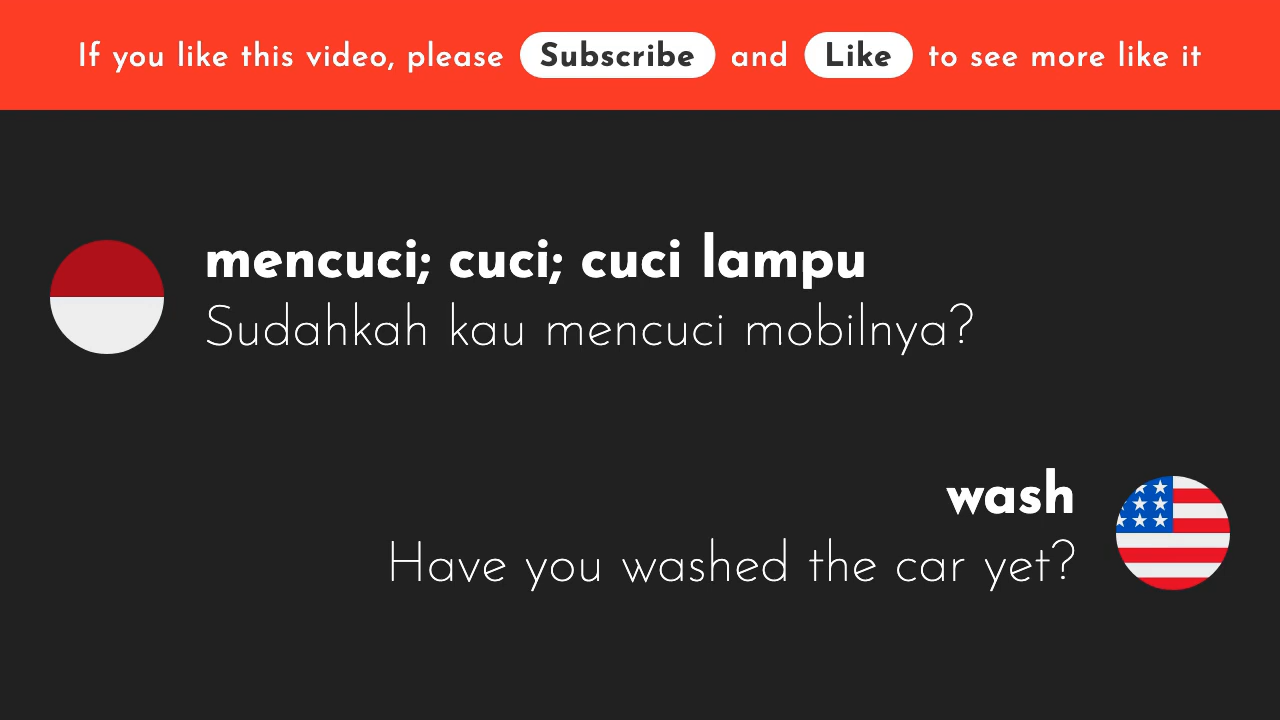 If you like this video, please Subscribe and Like to see more like it
mencuci; cuci; cuci lampu
Sudahkah kau mencuci mobilnya?
wash
Have you washed the car yet?